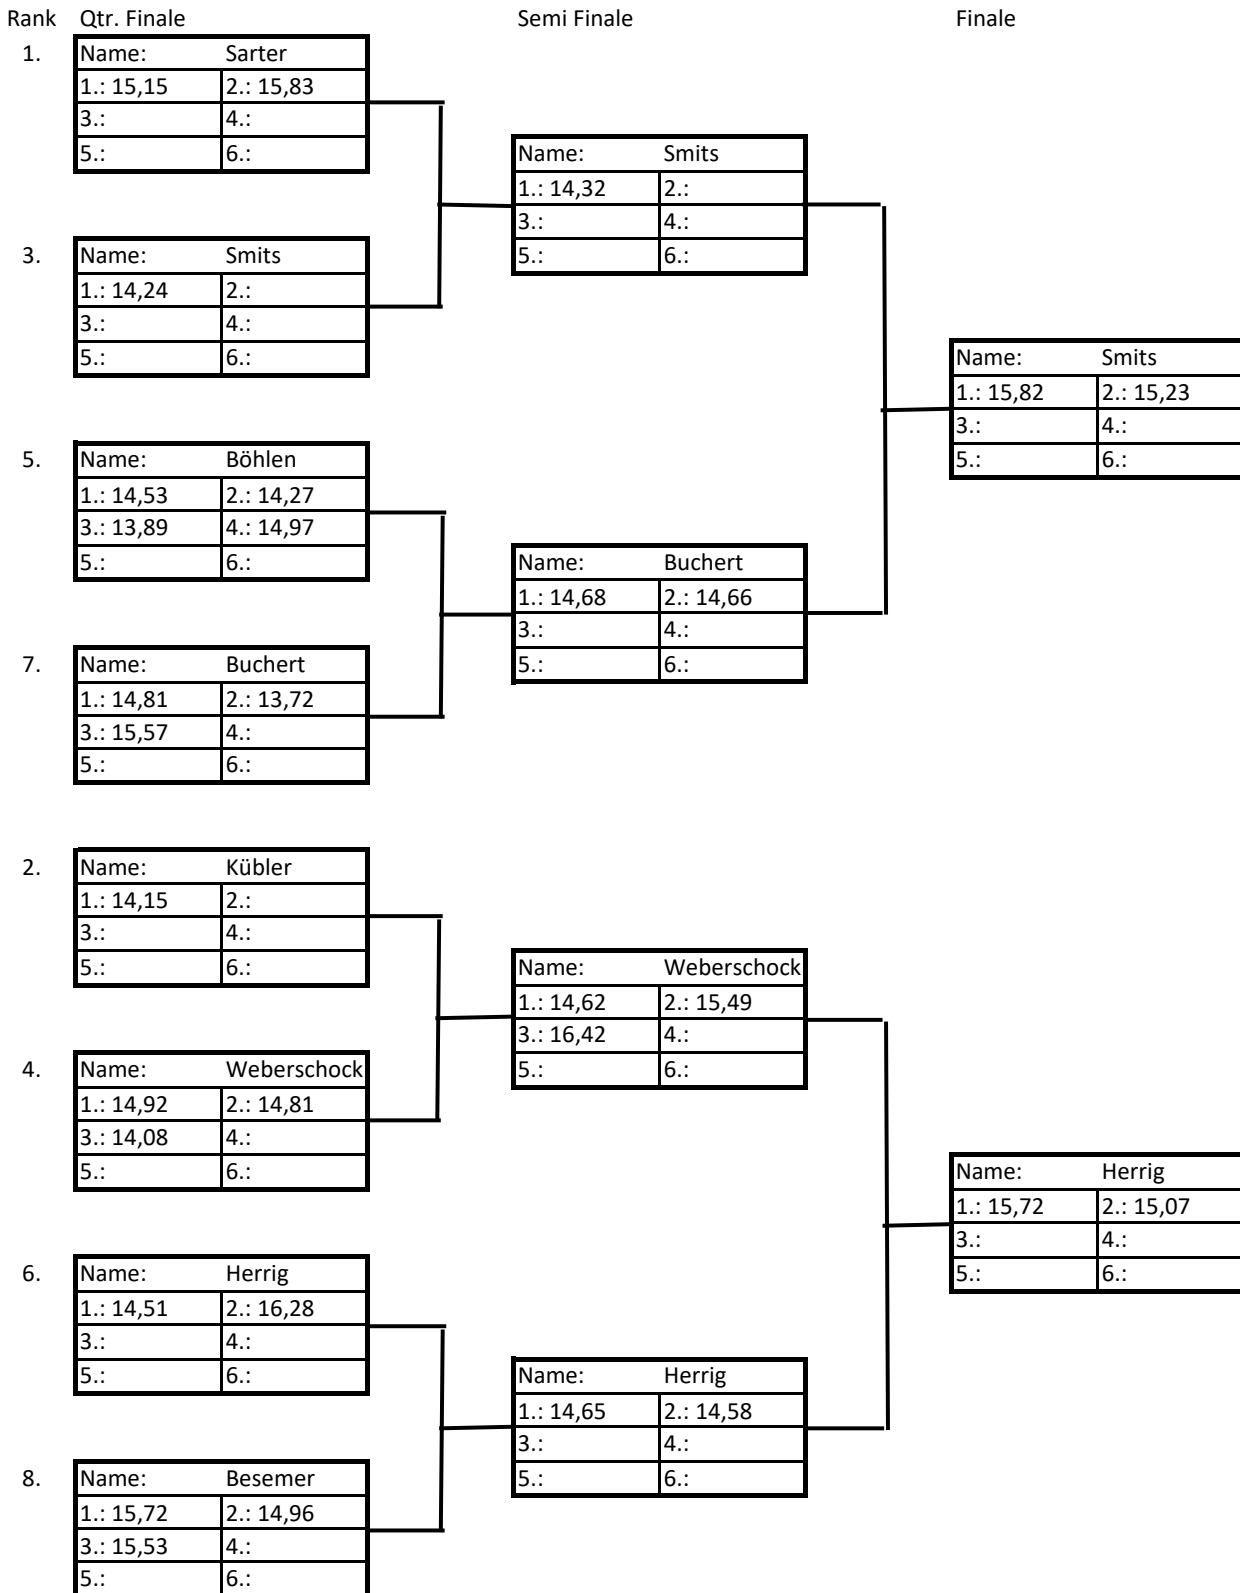 Rank Qtr. Finale Semi Finale Finale
1. Name: Sarter
1.: 15,15 2.: 15,83
3.: 4.:
5.: 6.:
Name: Smits
1.: 14,32 2.:
3.: 4.:
5.: 6.:
3. Name: Smits
1.: 14,24 2.:
3.: 4.:
5.: 6.:
Name: Smits
1.: 15,82 2.: 15,23
3.: 4.:
5.: 6.:
5. Name: Böhlen
1.: 14,53 2.: 14,27
3.: 13,89 4.: 14,97
5.: 6.:
Name: Buchert
1.: 14,68 2.: 14,66
3.: 4.:
5.: 6.:
7. Name: Buchert
1.: 14,81 2.: 13,72
3.: 15,57 4.:
5.: 6.:
2. Name: Kübler
1.: 14,15 2.:
3.: 4.:
5.: 6.:
Name: Weberschock
1.: 14,62 2.: 15,49
3.: 16,42 4.:
5.: 6.:
4. Name: Weberschock
1.: 14,92 2.: 14,81
3.: 14,08 4.:
5.: 6.:
Name: Herrig
1.: 15,72 2.: 15,07
3.: 4.:
5.: 6.:
6. Name: Herrig
1.: 14,51 2.: 16,28
3.: 4.:
5.: 6.:
Name: Herrig
1.: 14,65 2.: 14,58
3.: 4.:
5.: 6.:
8. Name: Besemer
1.: 15,72 2.: 14,96
3.: 15,53 4.:
5.: 6.: